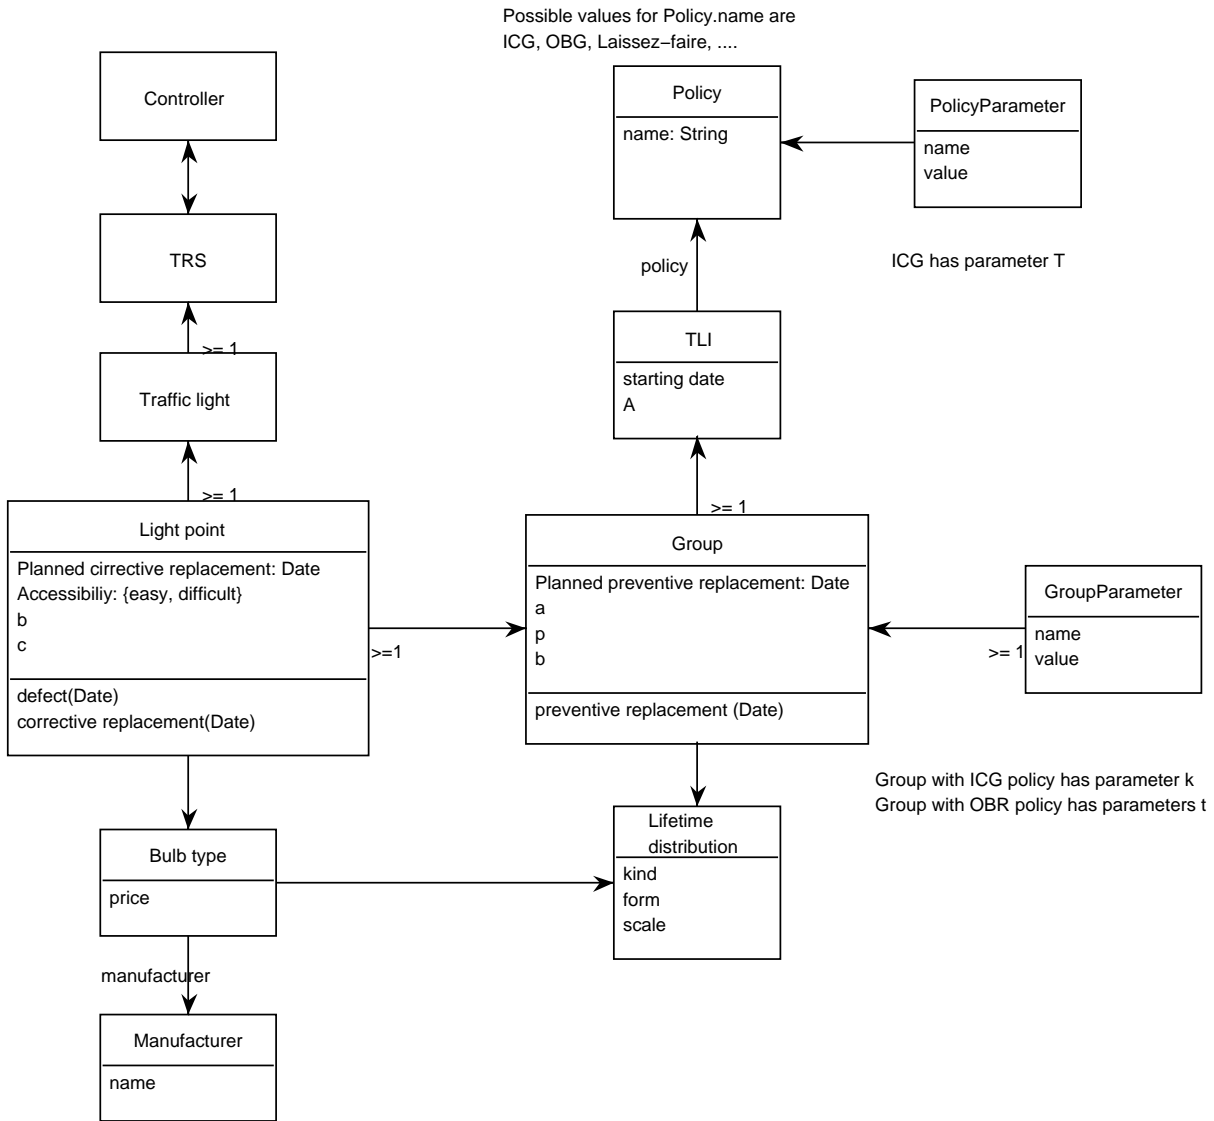 Possible values for Policy.name are
ICG, OBG, Laissez−faire, ....
Controller
Policy
name: String
PolicyParameter
name
value
TRS
policy
ICG has parameter T
>= 1
TLI
starting date
A
Traffic light
>= 1
>= 1
Light point
Planned cirrective replacement: Date
Accessibiliy: {easy, difficult}
b
c
defect(Date)
corrective replacement(Date)
>=1
Group
Planned preventive replacement: Date
a
p
b
preventive replacement (Date)
GroupParameter
name
value
>= 1
Group with ICG policy has parameter k
Group with OBR policy has parameters t
Bulb type
price
Lifetime
distribution
kind
form
scale
manufacturer
Manufacturer
name